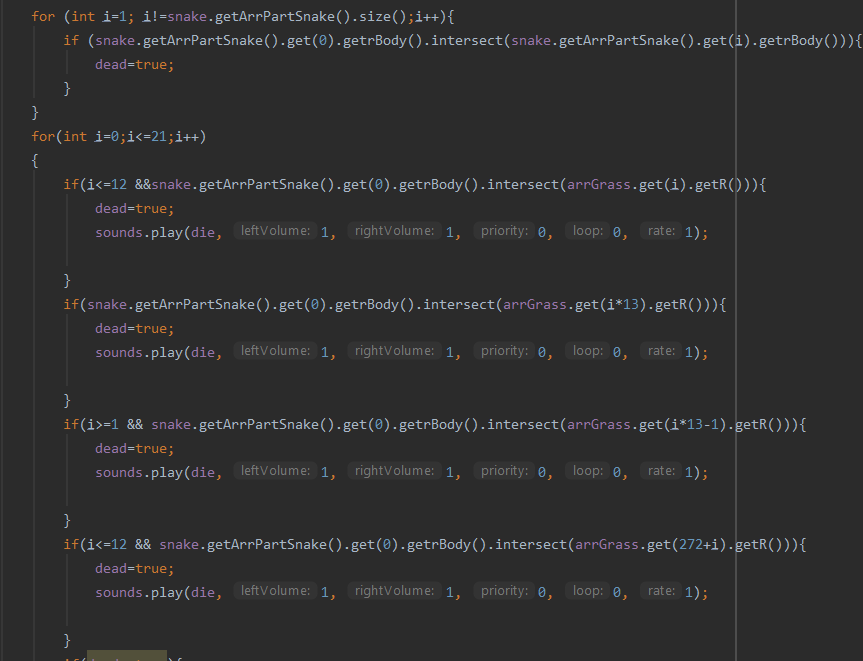 for (int i=1; i!=snake.getArrPartSnake().size();i++){
if (snake.getArrPartSnake().get(0).getrBody().intersect(snake.getArrPartSnake().get(i).getrBody())){
dead=true;
}
}
for(int i=0;i<=21;i++)
{
if(i<=12 &&snake.getArrPartSnake().get(0).getrBody().intersect(arrGrass.get(i).getR())){
dead=true;
sounds.play(die, leftVolume: 1, rightVolume: 1, priority: 0, loop: 0, rate: 1);
}
if(snake.getArrPartSnake().get(0).getrBody().intersect(arrGrass.get(i*13).getR())){
dead=true;
sounds.play(die, leftVolume: 1, rightVolume: 1, priority: 0, loop: 0, rate: 1);
}
if(i>=1 && snake.getArrPartSnake().get(0).getrBody().intersect(arrGrass.get(i*13-1).getR())){
dead=true;
sounds.play(die, leftVolume: 1, rightVolume: 1, priority: 0, loop: 0, rate: 1);
}
if(i<=12 && snake.getArrPartSnake().get(0).getrBody().intersect(arrGrass.get(272+i).getR())){
dead=true;
sounds.play(die, leftVolume: 1, rightVolume: 1, priority: 0, loop: 0, rate: 1);
}